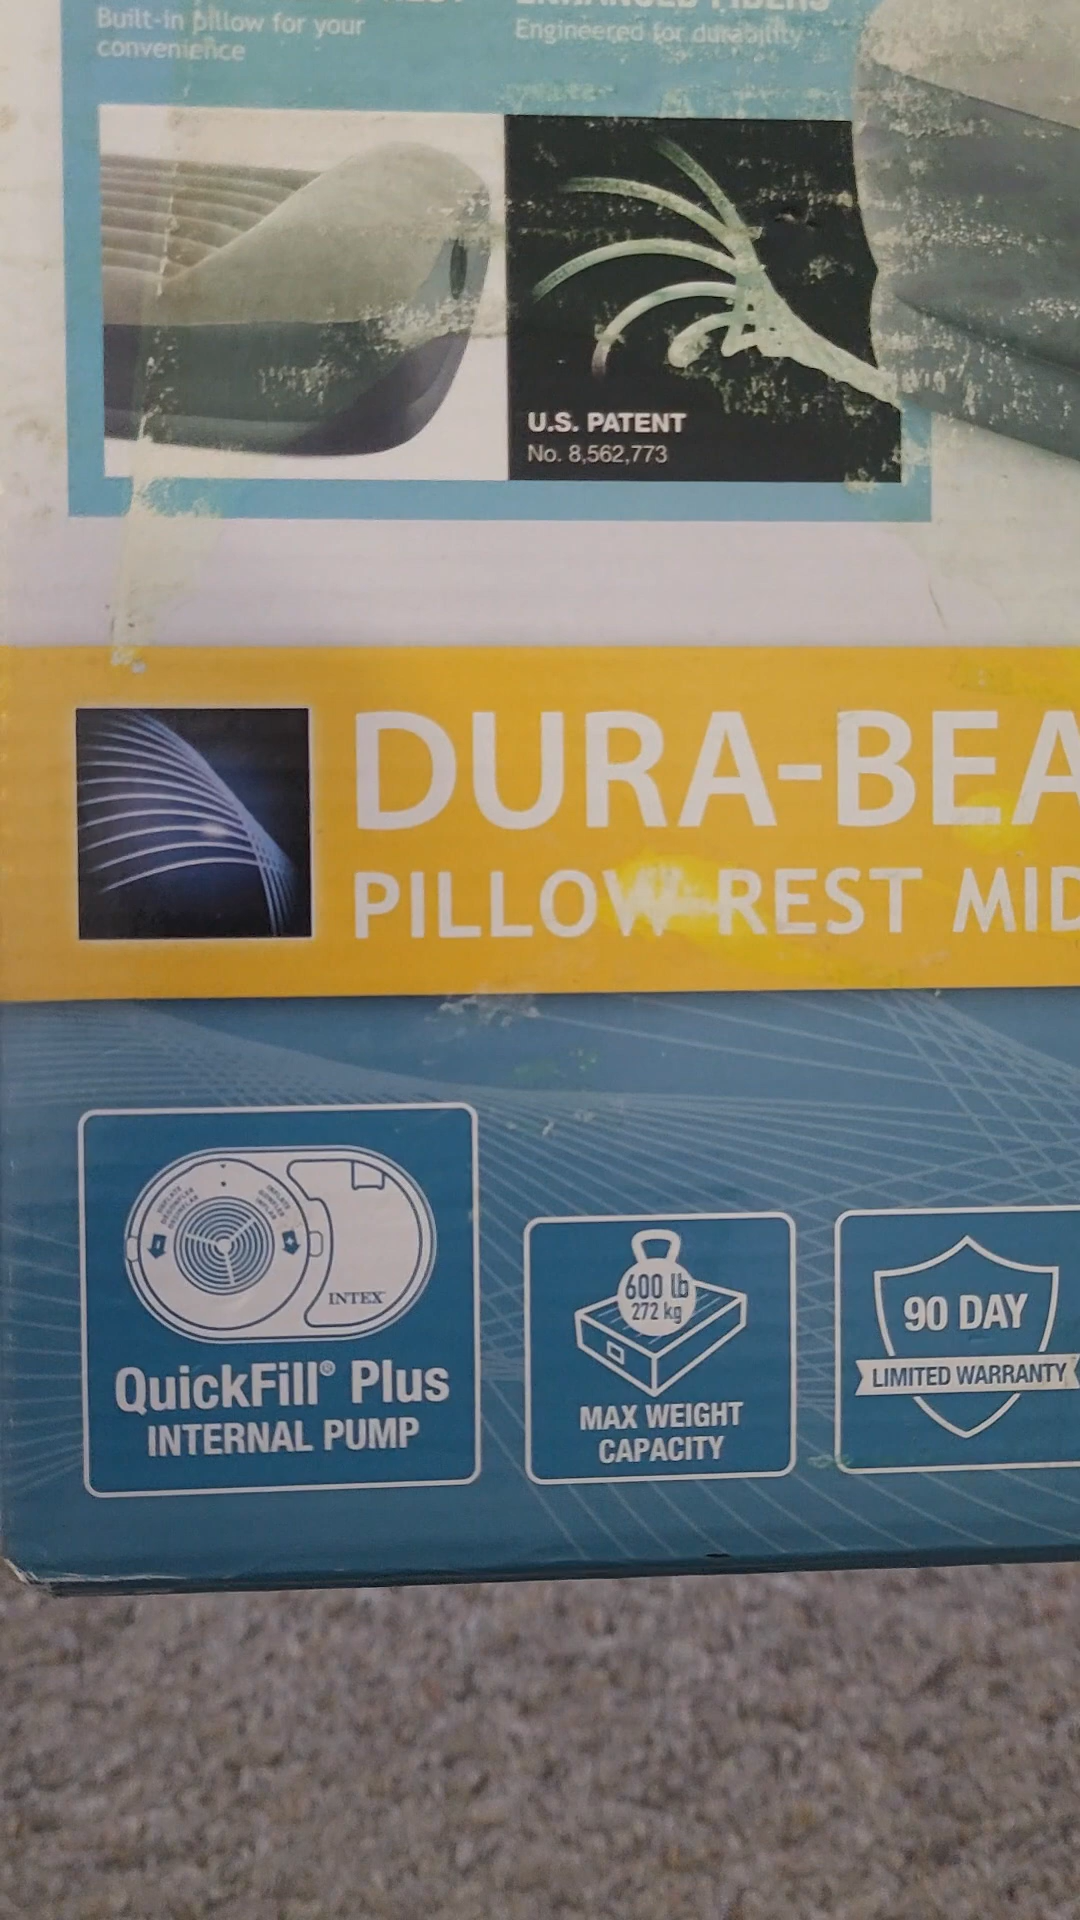 Built-in pillow for your
convenience
ENHANCED FIBERS
Engineered for durability
U.S. PATENT
No. 8,562,773
DURA-BEA
PILLOW REST MID
INTEX
QuickFill® Plus
INTERNAL PUMP
600 lb
272 kg
MAX WEIGHT
CAPACITY
90 DAY
LIMITED WARRANTY